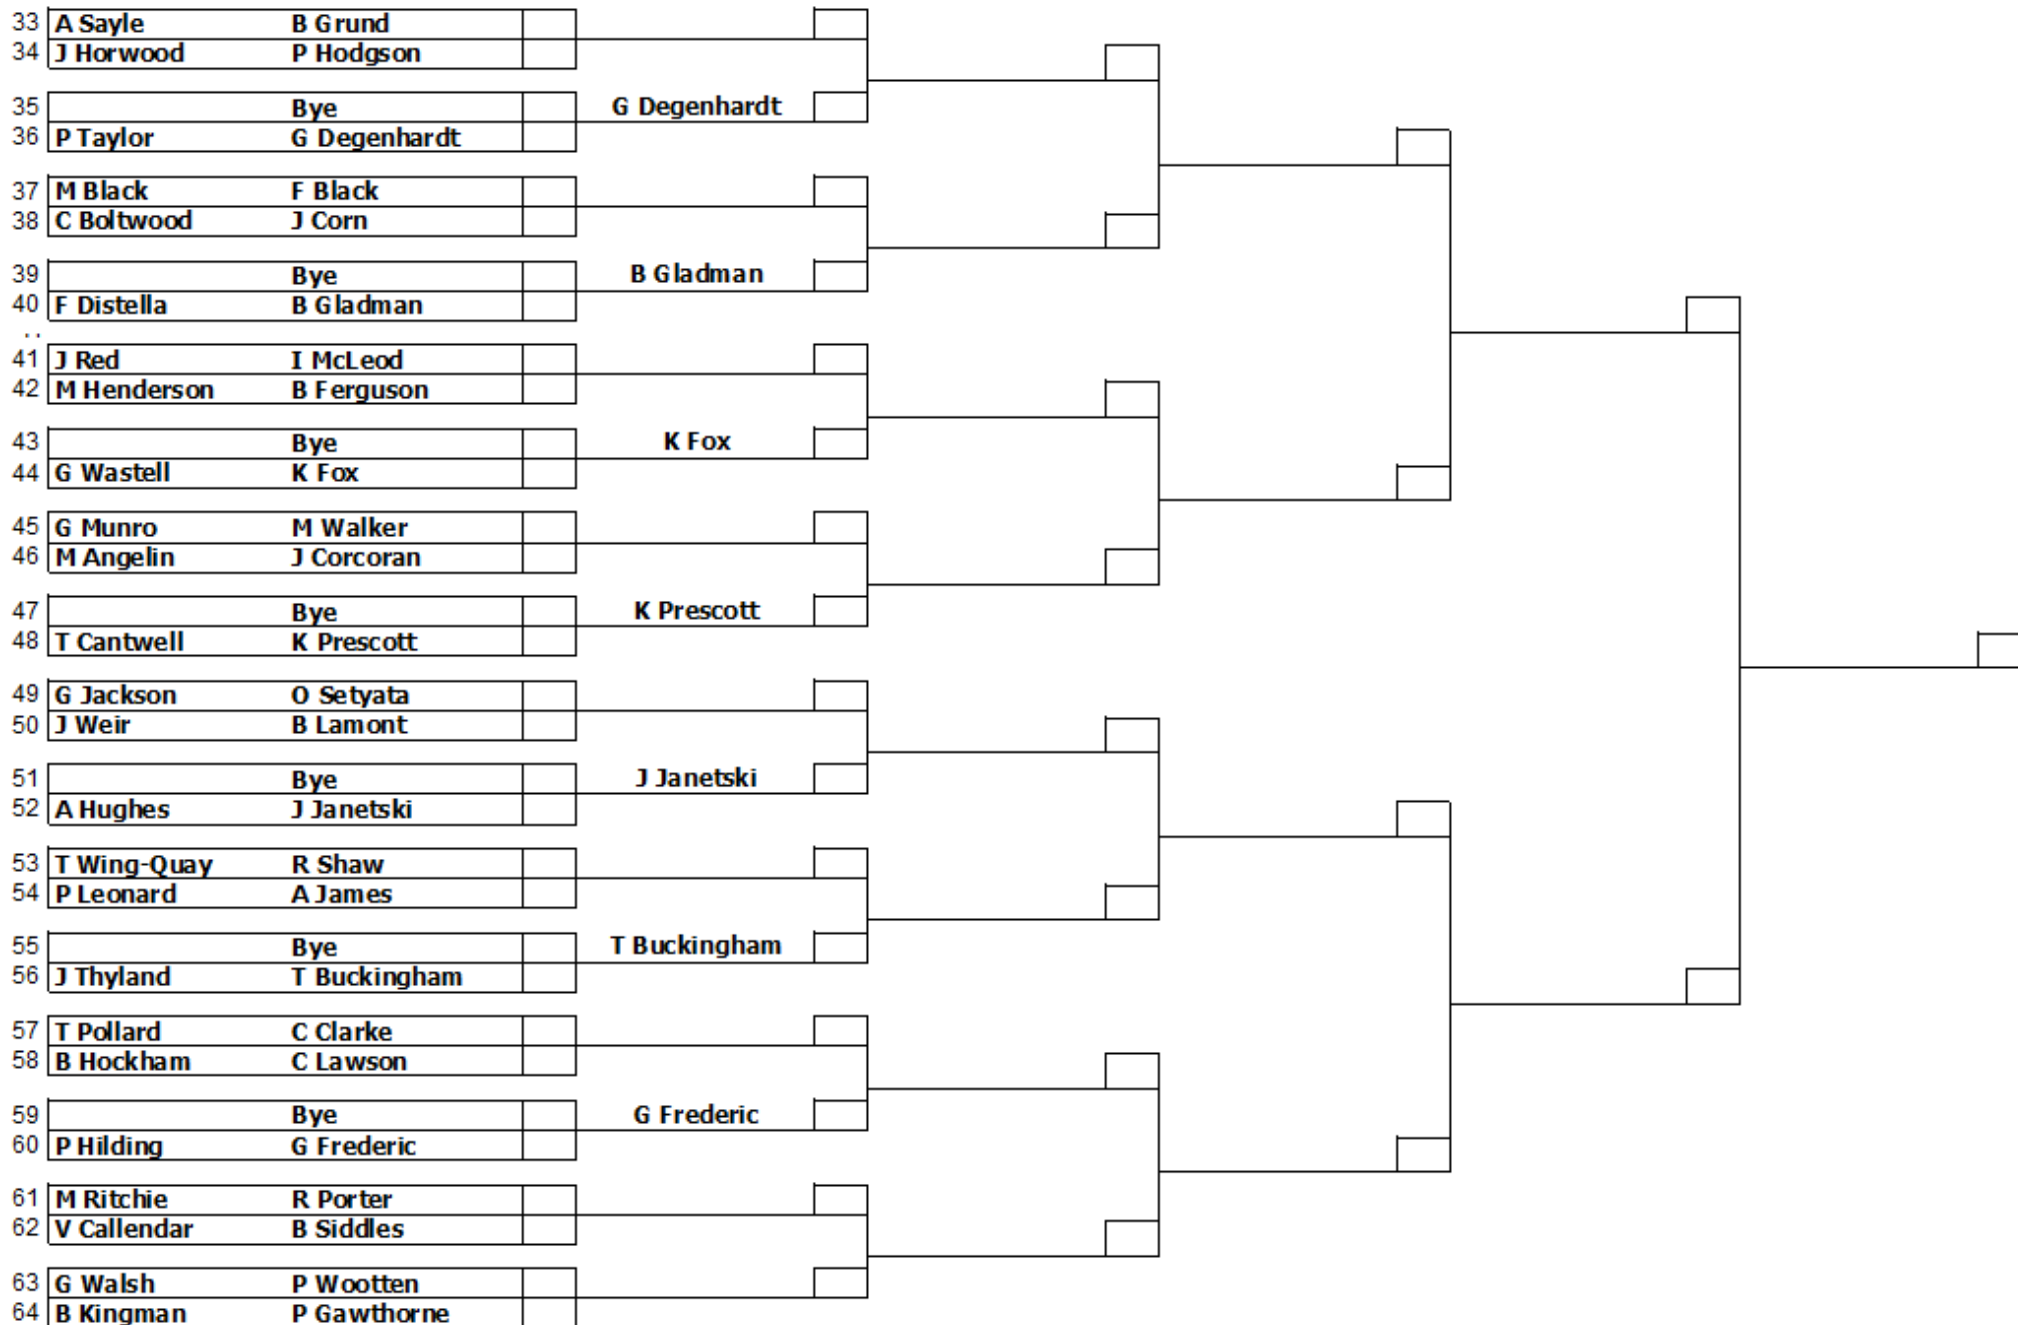 33 A Sayle B Grund
34 J Horwood P Hodgson
35 Bye G Degenhardt
36 P Taylor G Degenhardt
37 M Black F Black
38 C Boltwood J Corn
39 Bye B Gladman
40 F Distella B Gladman
41 J Red I McLeod
42 M Henderson B Ferguson
43 Bye K Fox
44 G Wastell K Fox
45 G Munro M Walker
46 M Angelin J Corcoran
47 Bye K Prescott
48 T Cantwell K Prescott
49 G Jackson O Setyata
50 J Weir B Lamont
51 Bye J Janetski
52 A Hughes J Janetski
53 T Wing-Quay R Shaw
54 P Leonard A James
55 Bye T Buckingham
56 J Thyland T Buckingham
57 T Pollard C Clarke
58 B Hockham C Lawson
59 Bye G Frederic
60 P Hilding G Frederic
61 M Ritchie R Porter
62 V Callendar B Siddles
63 G Walsh P Wootten
64 B Kingman P Gawthorne